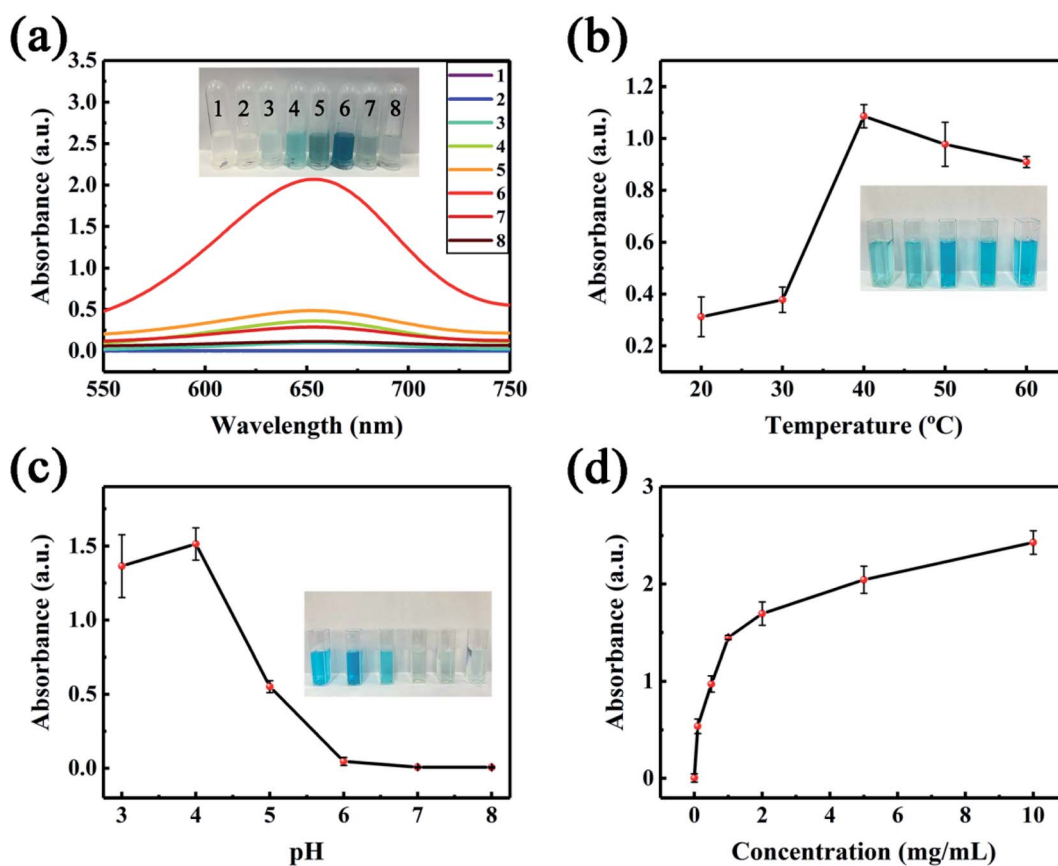 (a)
3.5
3.0
2.5
2.0
1.5
1.0
0.5
0.0
550 600 650 700 750
Absorbance (a.u.)
Wavelength (nm)
1 2 3 4 5 6 7 8
1
2
3
4
5
6
7
8
(b)
1.2
1.0
0.8
0.6
0.4
0.2
20 30 40 50 60
Absorbance (a.u.)
Temperature (ºC)
(c)
1.5
1.0
0.5
0.0
3 4 5 6 7 8
Absorbance (a.u.)
pH
(d)
3
2
1
0
0 2 4 6 8 10
Absorbance (a.u.)
Concentration (mg/mL)